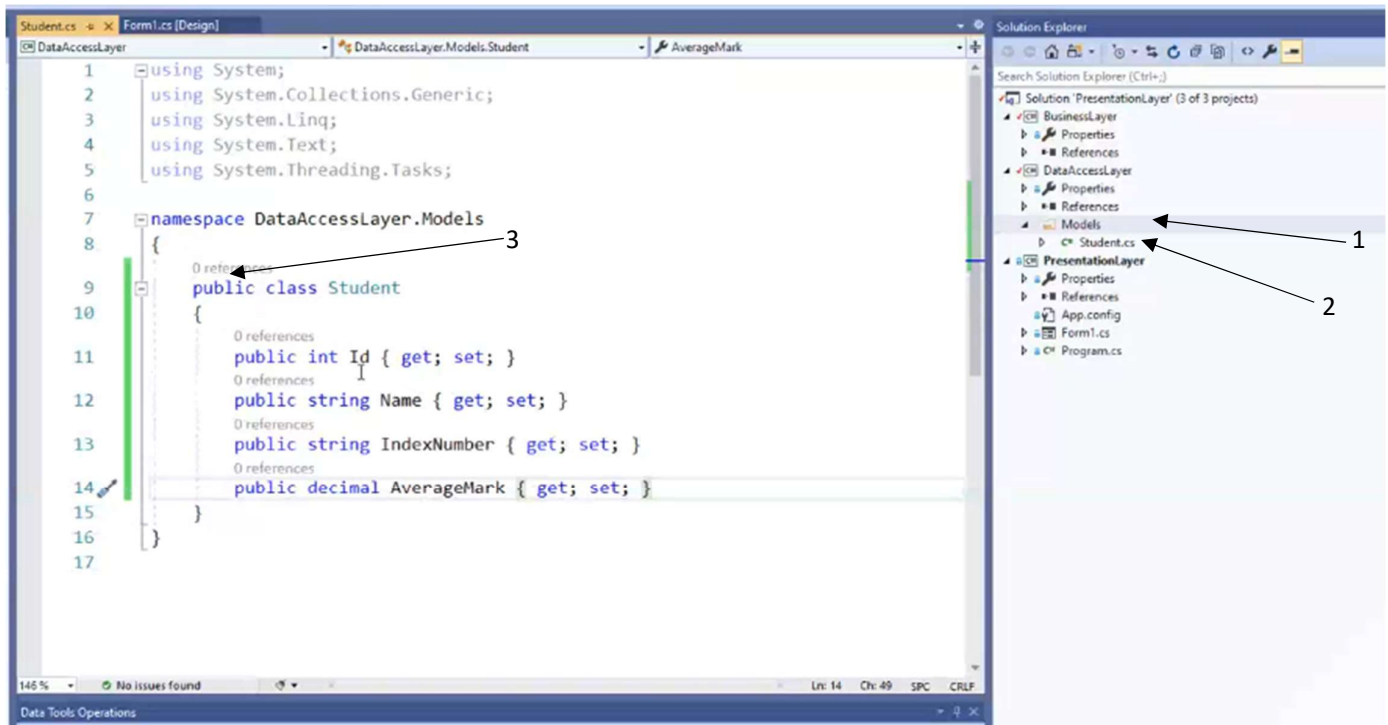 Student.cs
Form1.cs [Design]
DataAccessLayer
DataAccessLayer.Models.Student
AverageMark
1 using System;
2 using System.Collections.Generic;
3 using System.Linq;
4 using System.Text;
5 using System.Threading.Tasks;
6
7 namespace DataAccessLayer.Models
8 {
0 references
9 public class Student
10 {
0 references
11 public int Id { get; set; }
0 references
12 public string Name { get; set; }
0 references
13 public string IndexNumber { get; set; }
0 references
14 public decimal AverageMark { get; set; }
15 }
16 }
17
3
146 %
No issues found
Ln: 14 Ch: 49 SPC CRLF
Data Tools Operations
Solution Explorer
Search Solution Explorer (Ctrl+;)
Solution 'PresentationLayer' (3 of 3 projects)
BusinessLayer
Properties
References
DataAccessLayer
Properties
References
Models
C# Student.cs
PresentationLayer
Properties
References
App.config
Form1.cs
C# Program.cs
1
2